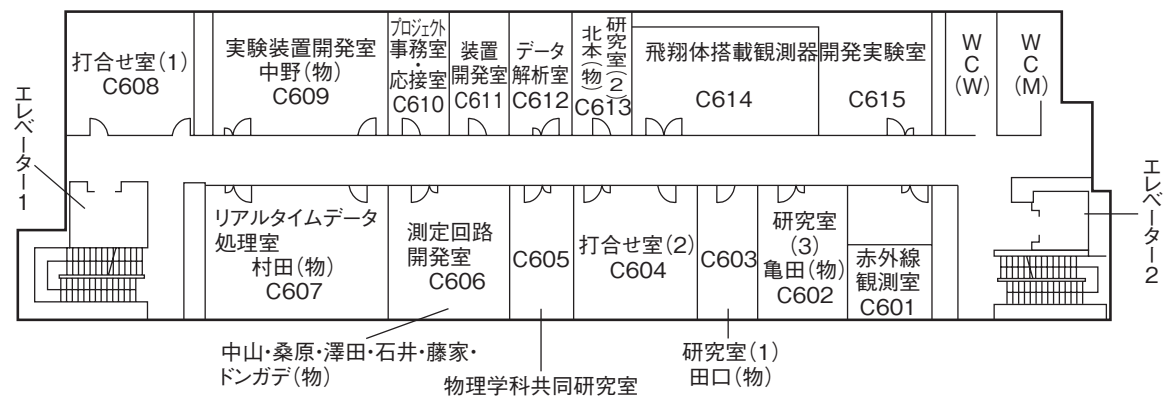 打合せ室(1)
C608
実験装置開発室
中野(物)
C609
プロジェクト
事務室
・
応接室
C610
装置
開発室
C611
データ
解析室
C612
研究室(2)
北本(物)
C613
飛翔体搭載観測器開発実験室
C614
C615
WC(W)
WC(M)
エレベーター1
エレベーター2
リアルタイムデータ
処理室
村田(物)
C607
測定回路
開発室
C606
C605
打合せ室(2)
C604
C603
研究室
(3)
亀田(物)
C602
赤外線
観測室
C601
中山・桑原・澤田・石井・藤家・
ドンガデ(物)
物理学科共同研究室
研究室(1)
田口(物)